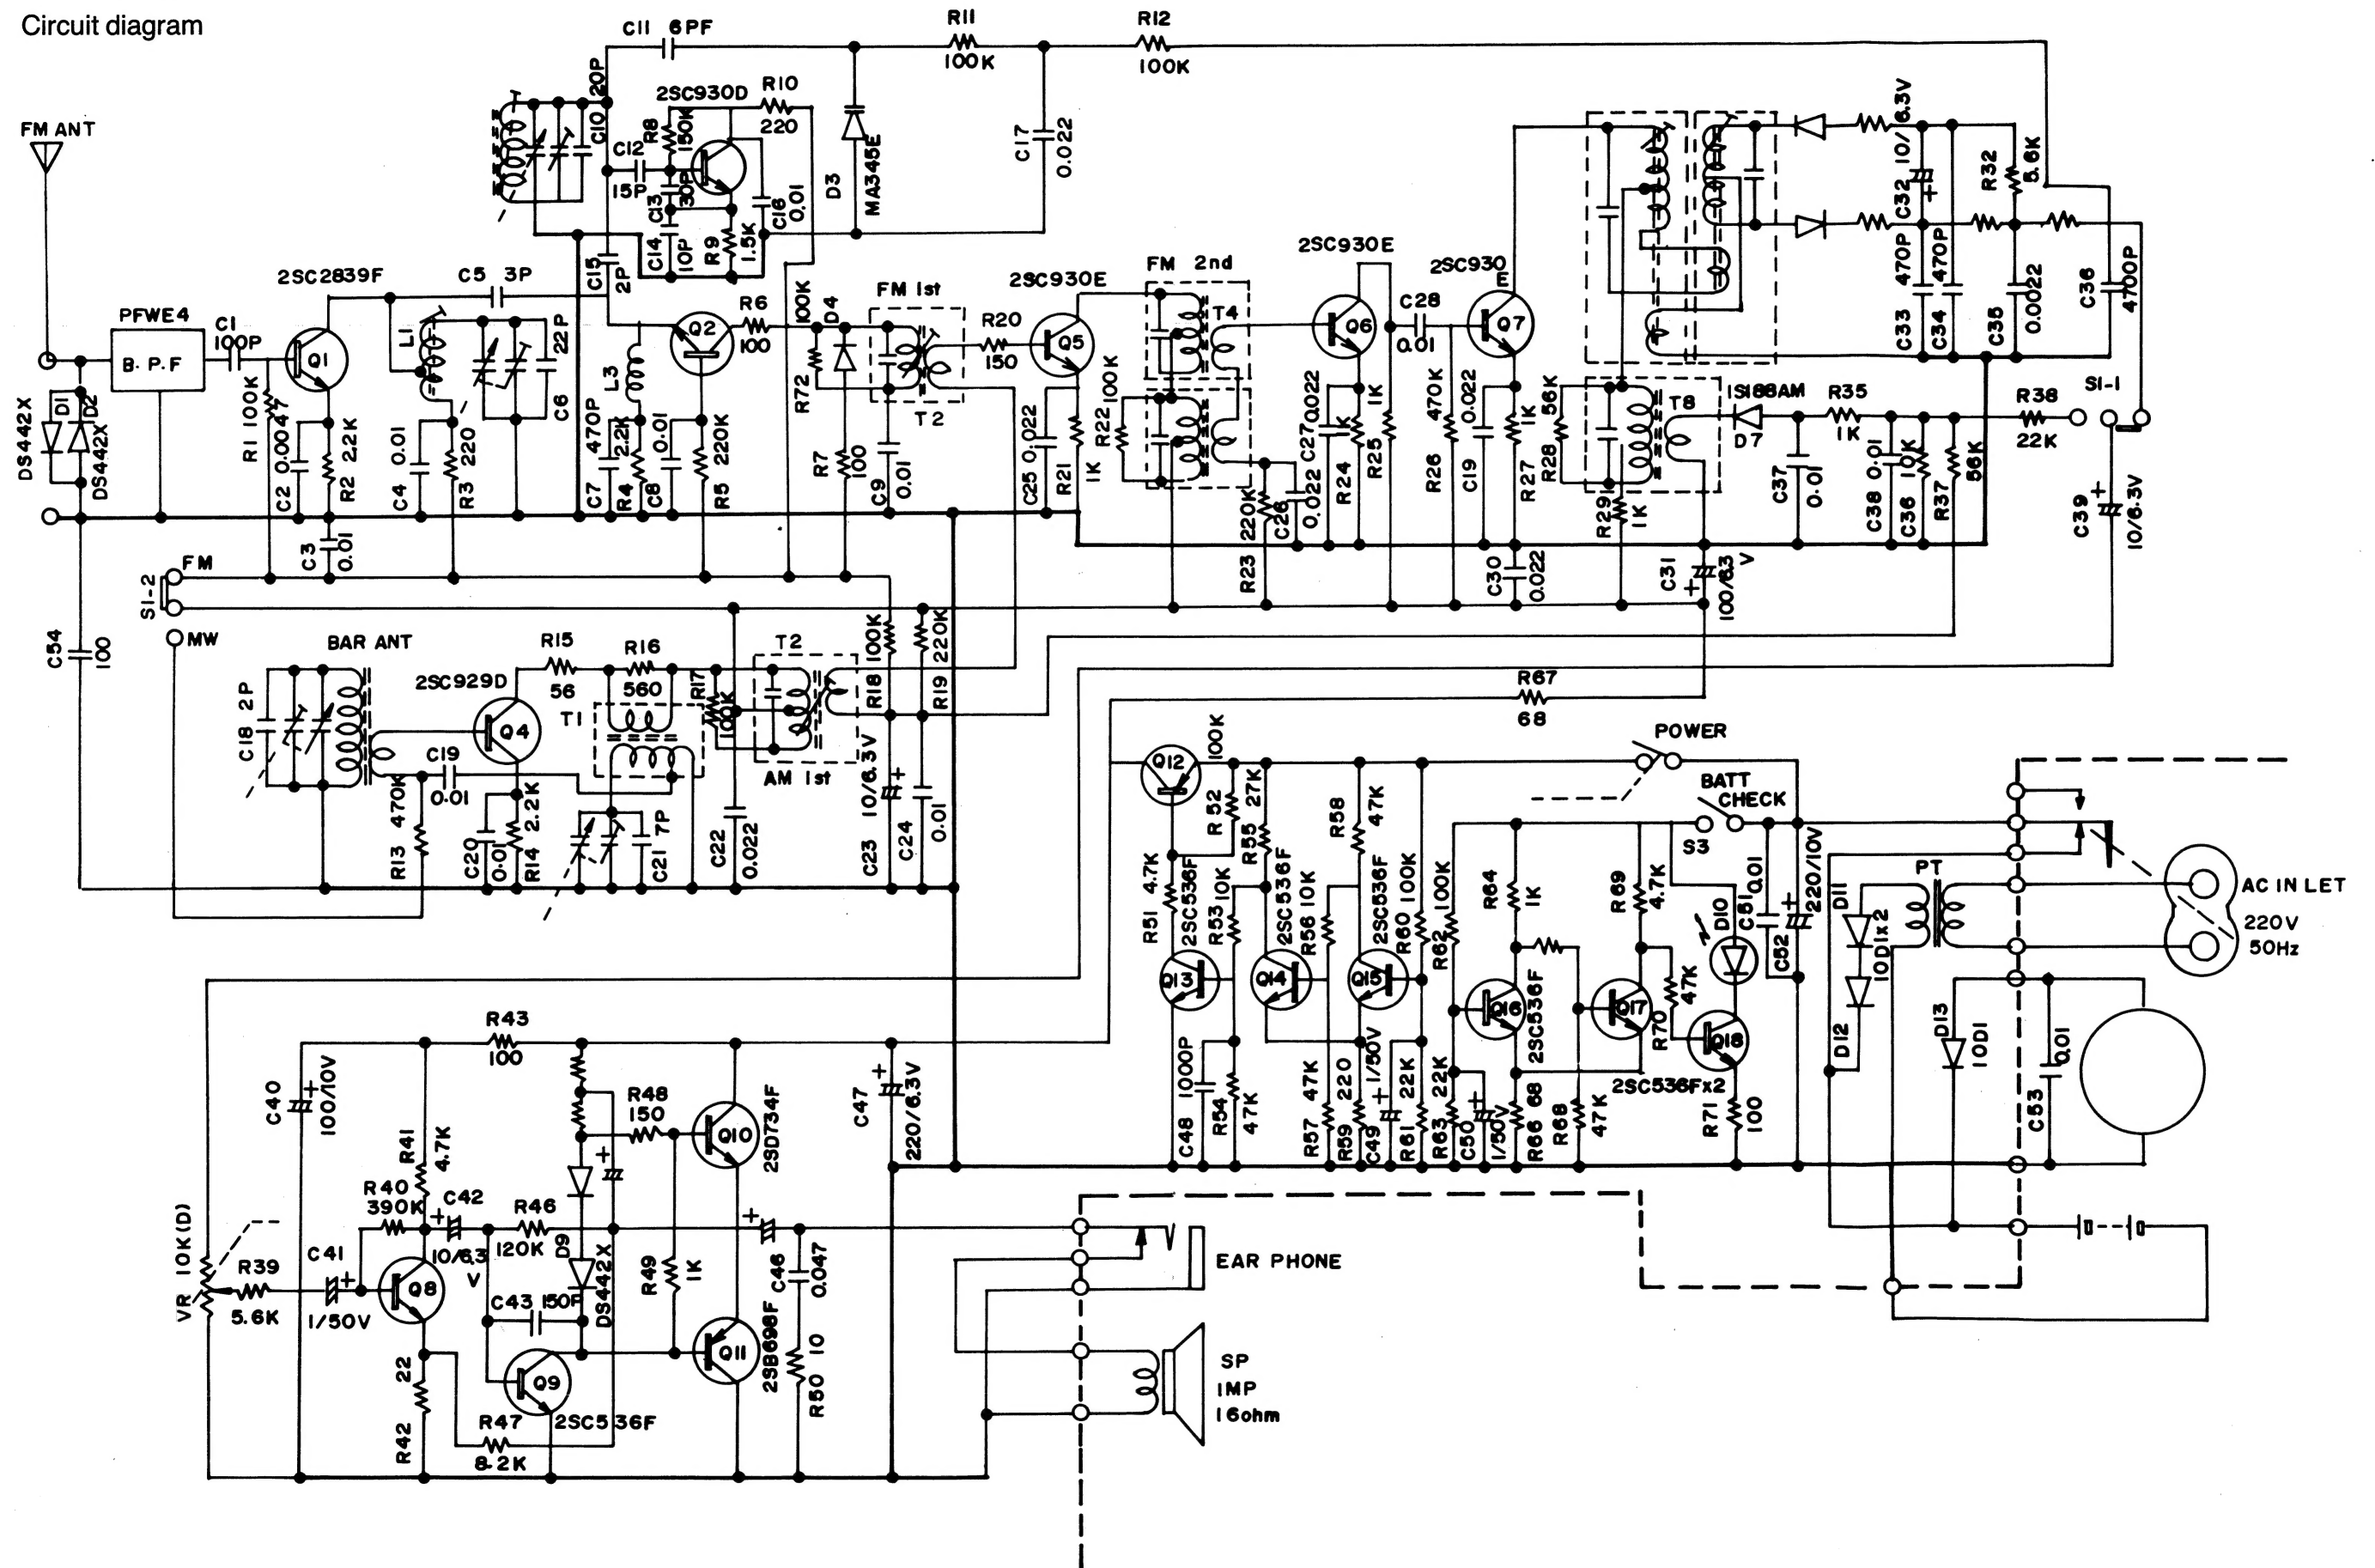 Circuit diagram
FM ANT
PFWE4
B.P.F
C1
100P
2SC2839F
Q1
DS442X
D1
D2
DS442X
R1 100K
C2 0.0047
R2 2.2K
C3
0.01
C4 0.01
R3 220
C5 3P
L1
22P
C6
C11 6PF
20P
C10
2SC930D
R10
220
R8
150K
C12
15P
C13
30P
C14
10P
R9
1.5K
C16
0.01
C15
2P
D3
MA345E
R11
100K
R12
100K
C17
0.022
Q2
R6
100
L3
C7 470P
R4 2.2K
C8 0.01
R5 220K
100K
R72
D4
R7
100
C9
0.01
FM 1st
T2
R20
150
2SC930E
Q5
C25 0.022
R21
1K
FM 2nd
T4
R22 100K
R23 220K
C26
0.022
2SC930E
Q6
C27 0.022
R24
1K
R25
1K
C28
0.01
2SC930
E
Q7
R26 470K
C19 0.022
R27
1K
R28 56K
R29
1K
C30
0.022
T8
C31
100/6.3
V
IS188AM
D7
R35
1K
C37
0.01
C38 0.01
C36 10K
R37
56K
R38
22K
S1-1
C39
10/6.3V
C32 10/6.3V
R32
5.6K
C33 470P
C34 470P
C35
0.0022
C36
4700P
S1-2
FM
MW
C54
100
BAR ANT
C18 2P
2SC929D
Q4
R15
56
R16
560
T1
R17
100K
T2
AM 1st
R18 100K
R19 220K
C19
0.01
R13 470K
C20
0.01
R14 2.2K
C21 7P
C22
0.022
C23 10/6.3V
C24
0.01
R67
68
POWER
BATT
CHECK
S3
Q12
100K
R52
R55 27K
R58
47K
R51 4.7K
2SC536F
R53 10K
2SC536F
R56 10K
2SC536F
R60 100K
R62 100K
Q13
Q14
Q15
R64
1K
R69
4.7K
D10
C51 0.01
C52 220/10V
Q16
2SC536F
Q17
47K
R70
Q18
2SC536Fx2
R71 100
C48 1000P
R54
47K
R57 47K
R59 220
C49 1/50V
R61 22K
R63 22K
C50
1/50V
R66 68
R68
47K
D11
10D1x2
D12
PT
AC IN LET
220V
50Hz
D13
10D1
C53
0.01
R43
100
C40
100/10V
R41
4.7K
R40
390K
C42
10/6.3
V
R46
120K
R48
150
Q10
2SD734F
C47
220/6.3V
VR 10K(D)
R39
5.6K
C41
1/50V
Q8
D9
DS442X
C43 150P
R49
1K
Q9
2SC536F
Q11
2SB698F
C46
0.047
R50 10
R42
22
R47
8.2K
EAR PHONE
SP
IMP
16ohm